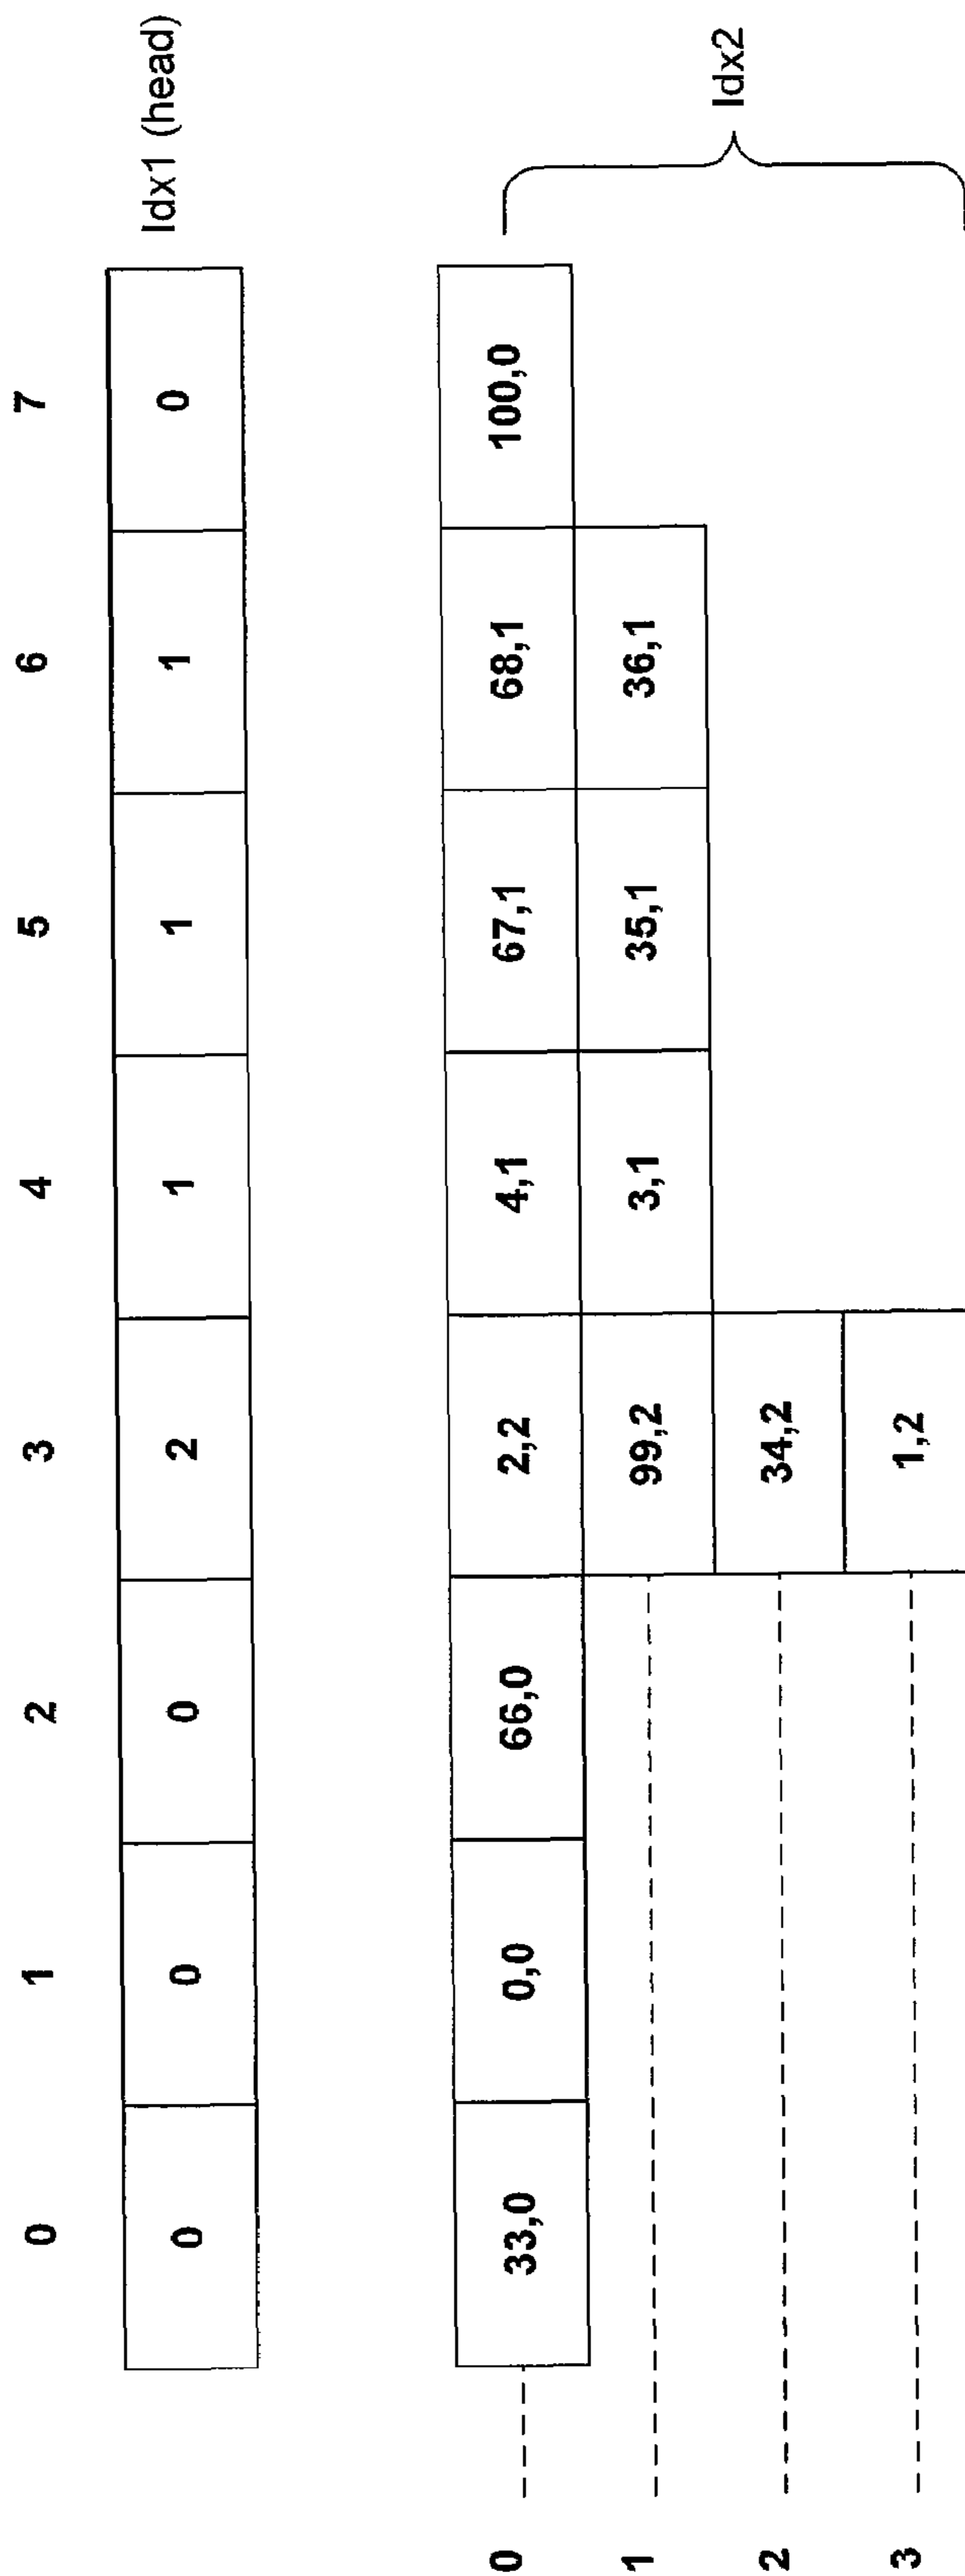 0 1 2 3 4 5 6 7
0 0 0 2 1 1 1 0 Idx1 (head)
0 33,0 0,0 66,0 2,2 4,1 67,1 68,1 100,0
1 99,2 3,1 35,1 36,1
Idx2
2 34,2
3 1,2